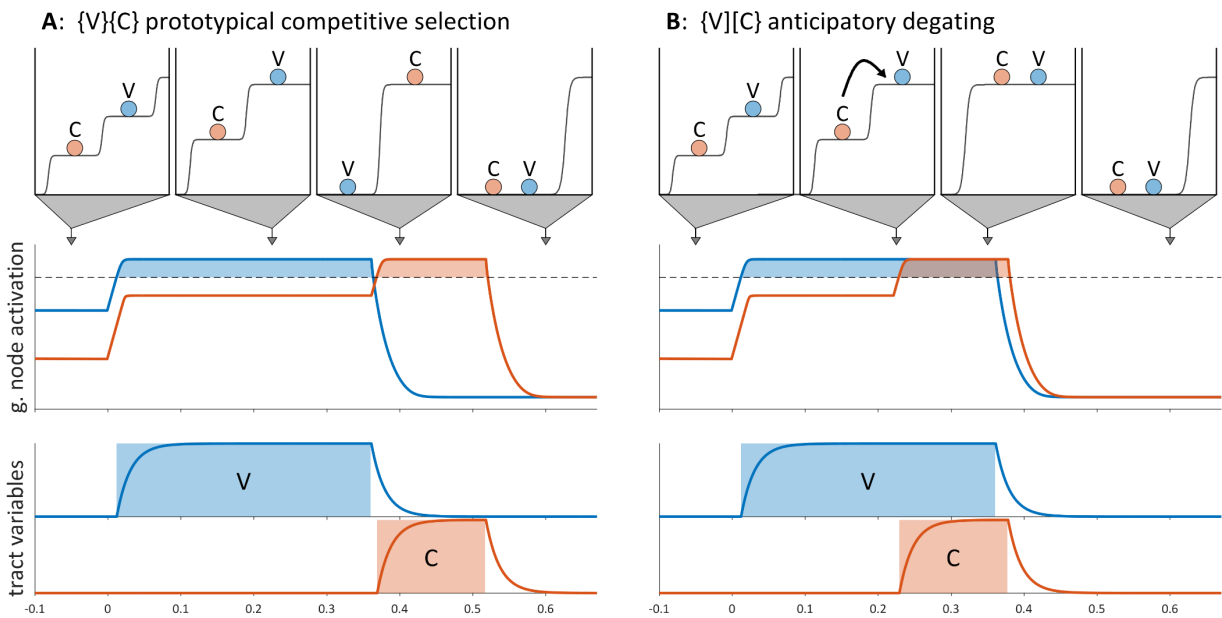 A: {V}{C} prototypical competitive selection
B: {V][C} anticipatory degating
C V
C V
V C
C V
C V
C V
C V
C V
g. node activation
tract variables
V
C
-0.1 0 0.1 0.2 0.3 0.4 0.5 0.6
V
C
-0.1 0 0.1 0.2 0.3 0.4 0.5 0.6